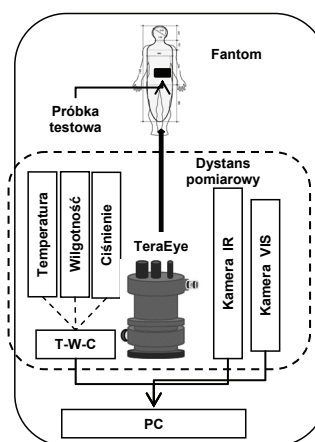 Fantom
Próbka
testowa
Dystans
pomiarowy
Temperatura
Wilgotność
Ciśnienie
TeraEye
Kamera IR
Kamera VIS
T-W-C
PC